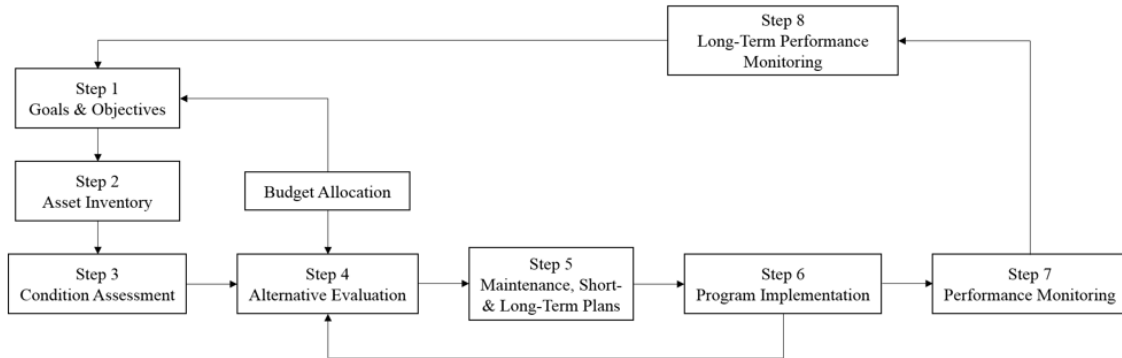 Step 8
Long-Term Performance
Monitoring
Step 1
Goals & Objectives
Step 2
Asset Inventory
Budget Allocation
Step 3
Condition Assessment
Step 4
Alternative Evaluation
Step 5
Maintenance, Short-
& Long-Term Plans
Step 6
Program Implementation
Step 7
Performance Monitoring